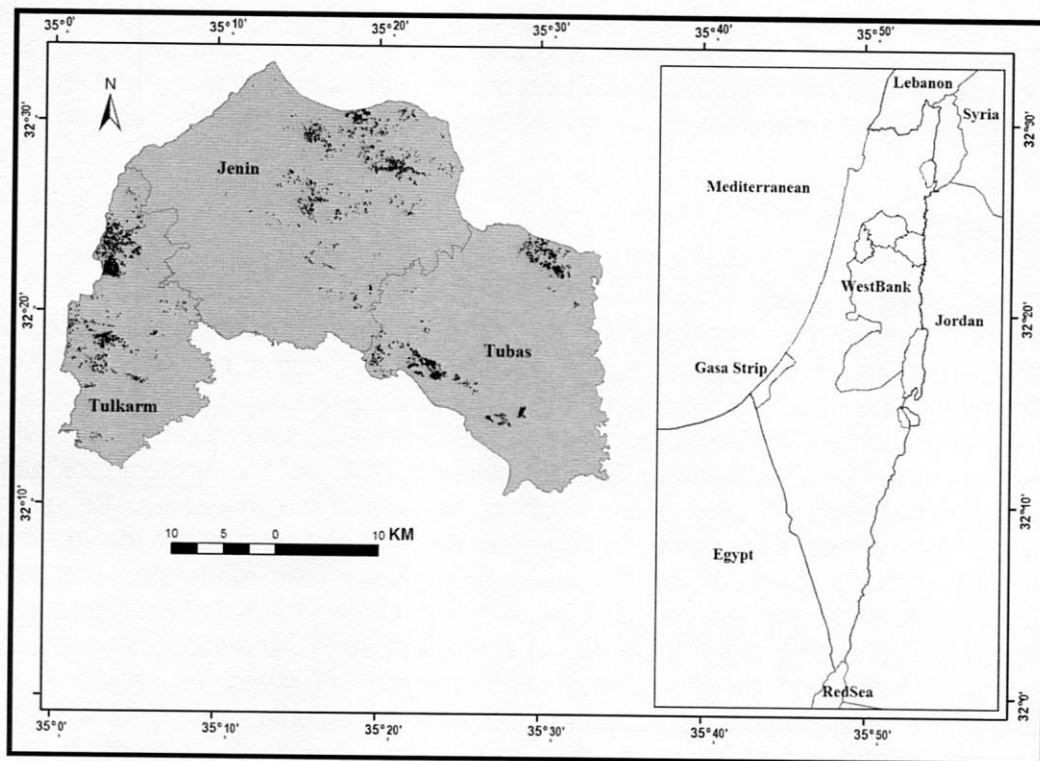 35°0' 35°10' 35°20' 35°30' 35°40' 35°50'
N
32°30'
32°20'
32°10'
Jenin
Tubas
Tulkarm
10 5 0 10 KM
Lebanon
Syria
Mediterranean
WestBank
Jordan
Gasa Strip
Egypt
RedSea
32°30'
32°20'
32°10'
32°0'
35°0' 35°10' 35°20' 35°30' 35°40' 35°50'